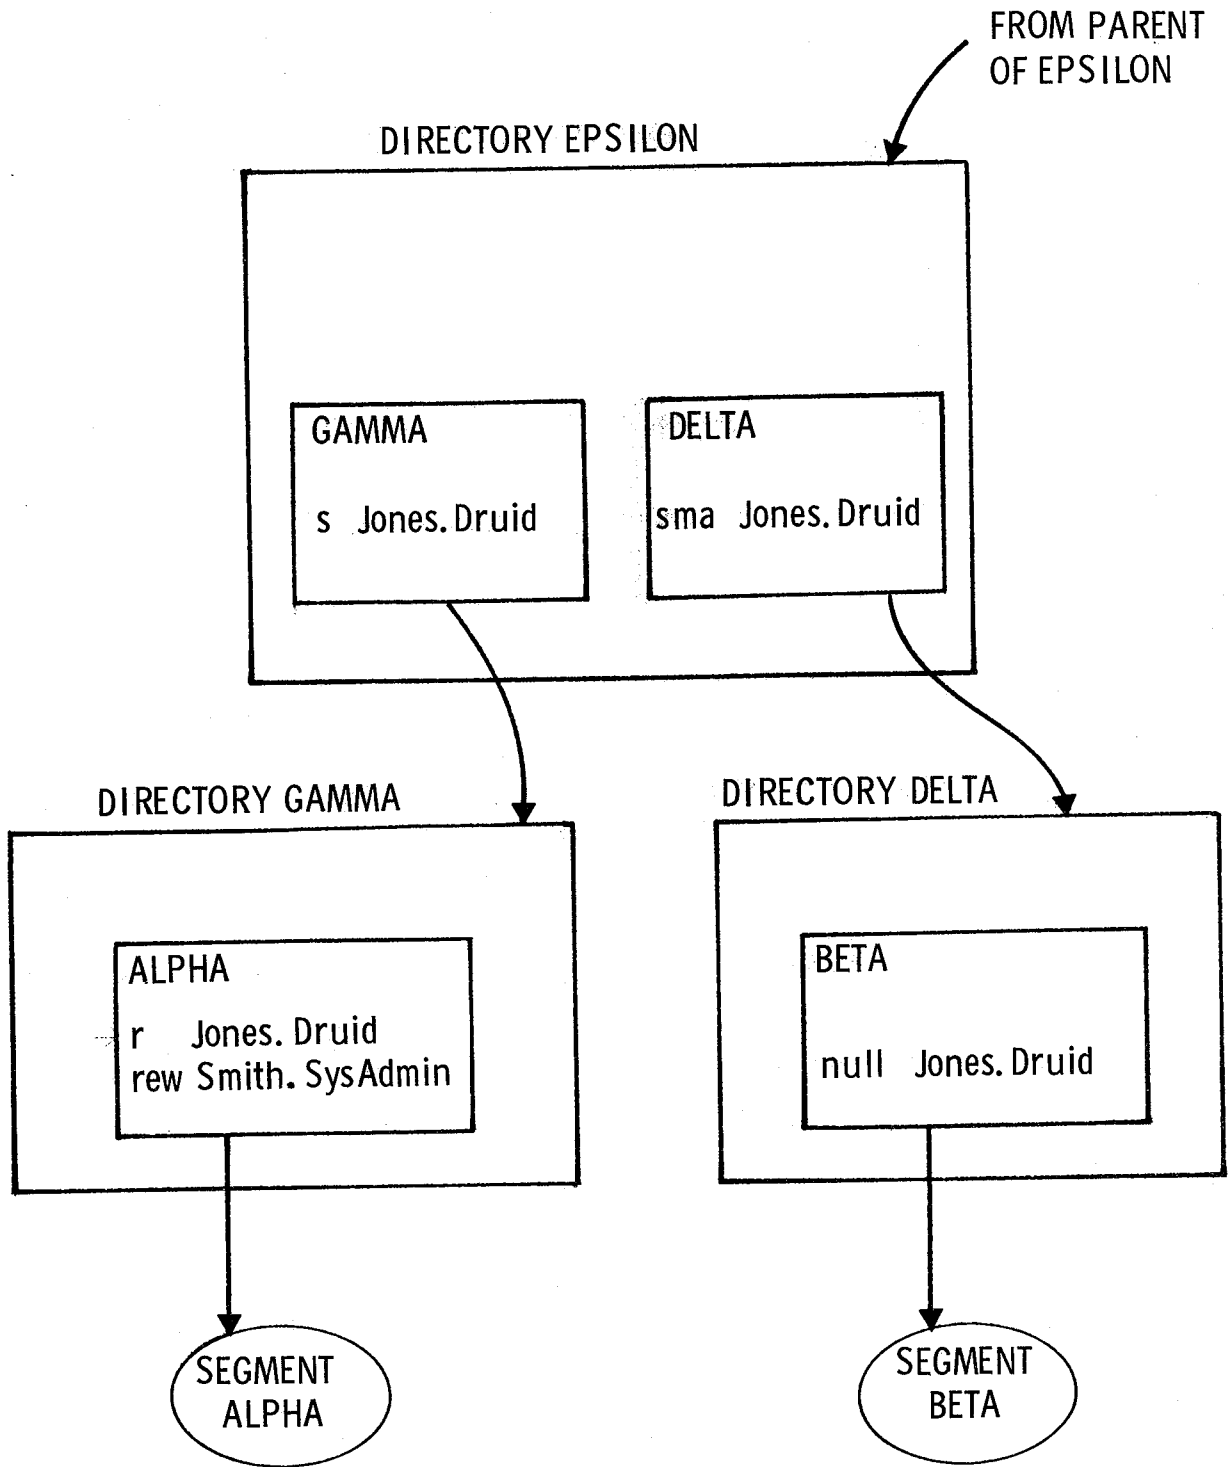 FROM PARENT
OF EPSILON
DIRECTORY EPSILON
GAMMA
s Jones.Druid
DELTA
sma Jones.Druid
DIRECTORY GAMMA
ALPHA
r Jones.Druid
rew Smith.SysAdmin
SEGMENT
ALPHA
DIRECTORY DELTA
BETA
null Jones.Druid
SEGMENT
BETA